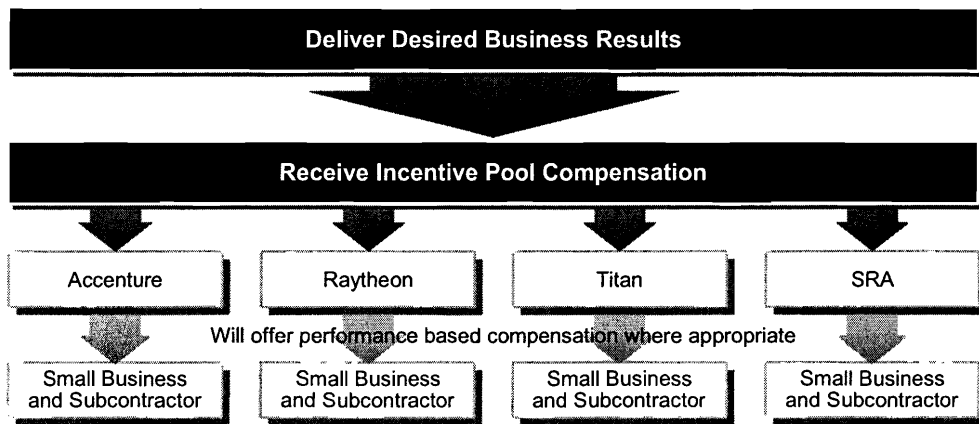 Deliver Desired Business Results
Receive Incentive Pool Compensation
Accenture
Raytheon
Titan
SRA
Will offer performance based compensation where appropriate
Small Business
and Subcontractor
Small Business
and Subcontractor
Small Business
and Subcontractor
Small Business
and Subcontractor